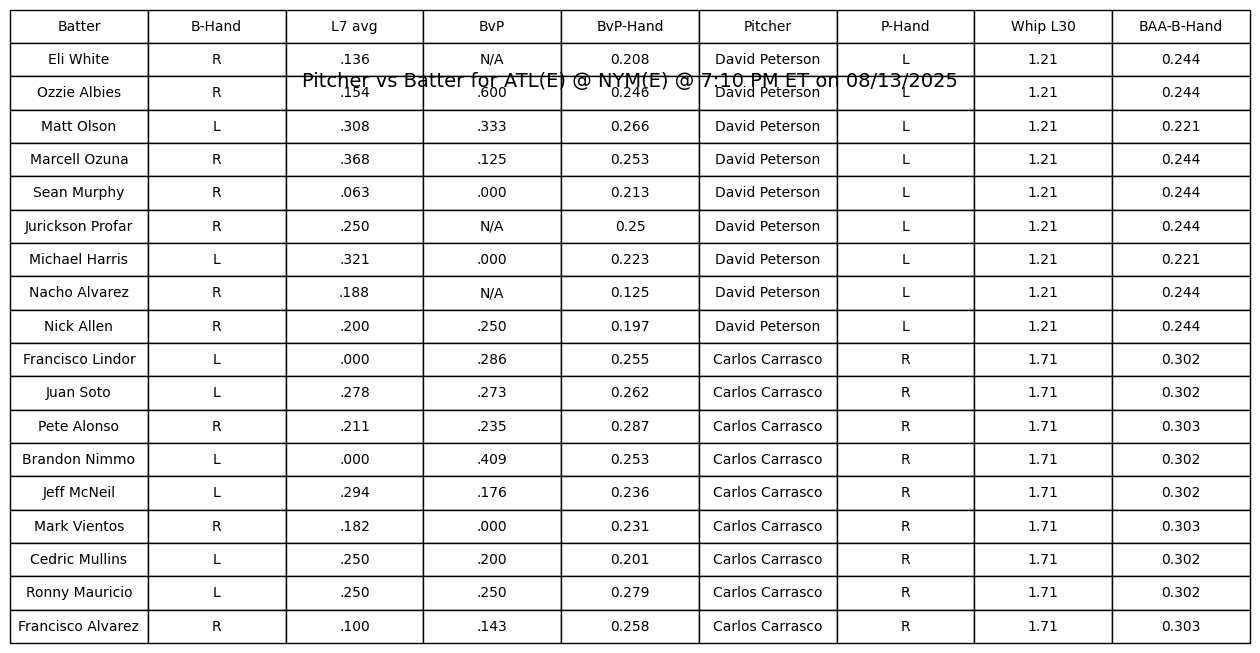 Batter B-Hand L7 avg BvP BvP-Hand Pitcher P-Hand Whip L30 BAA-B-Hand
Eli White R .136 N/A 0.208 David Peterson L 1.21 0.244
Pitcher vs Batter for ATL(E) @ NYM(E) @ 7:10 PM ET on 08/13/2025
Ozzie Albies R .154 .600 0.246 David Peterson L 1.21 0.244
Matt Olson L .308 .333 0.266 David Peterson L 1.21 0.221
Marcell Ozuna R .368 .125 0.253 David Peterson L 1.21 0.244
Sean Murphy R .063 .000 0.213 David Peterson L 1.21 0.244
Jurickson Profar R .250 N/A 0.25 David Peterson L 1.21 0.244
Michael Harris L .321 .000 0.223 David Peterson L 1.21 0.221
Nacho Alvarez R .188 N/A 0.125 David Peterson L 1.21 0.244
Nick Allen R .200 .250 0.197 David Peterson L 1.21 0.244
Francisco Lindor L .000 .286 0.255 Carlos Carrasco R 1.71 0.302
Juan Soto L .278 .273 0.262 Carlos Carrasco R 1.71 0.302
Pete Alonso R .211 .235 0.287 Carlos Carrasco R 1.71 0.303
Brandon Nimmo L .000 .409 0.253 Carlos Carrasco R 1.71 0.302
Jeff McNeil L .294 .176 0.236 Carlos Carrasco R 1.71 0.302
Mark Vientos R .182 .000 0.231 Carlos Carrasco R 1.71 0.303
Cedric Mullins L .250 .200 0.201 Carlos Carrasco R 1.71 0.302
Ronny Mauricio L .250 .250 0.279 Carlos Carrasco R 1.71 0.302
Francisco Alvarez R .100 .143 0.258 Carlos Carrasco R 1.71 0.303